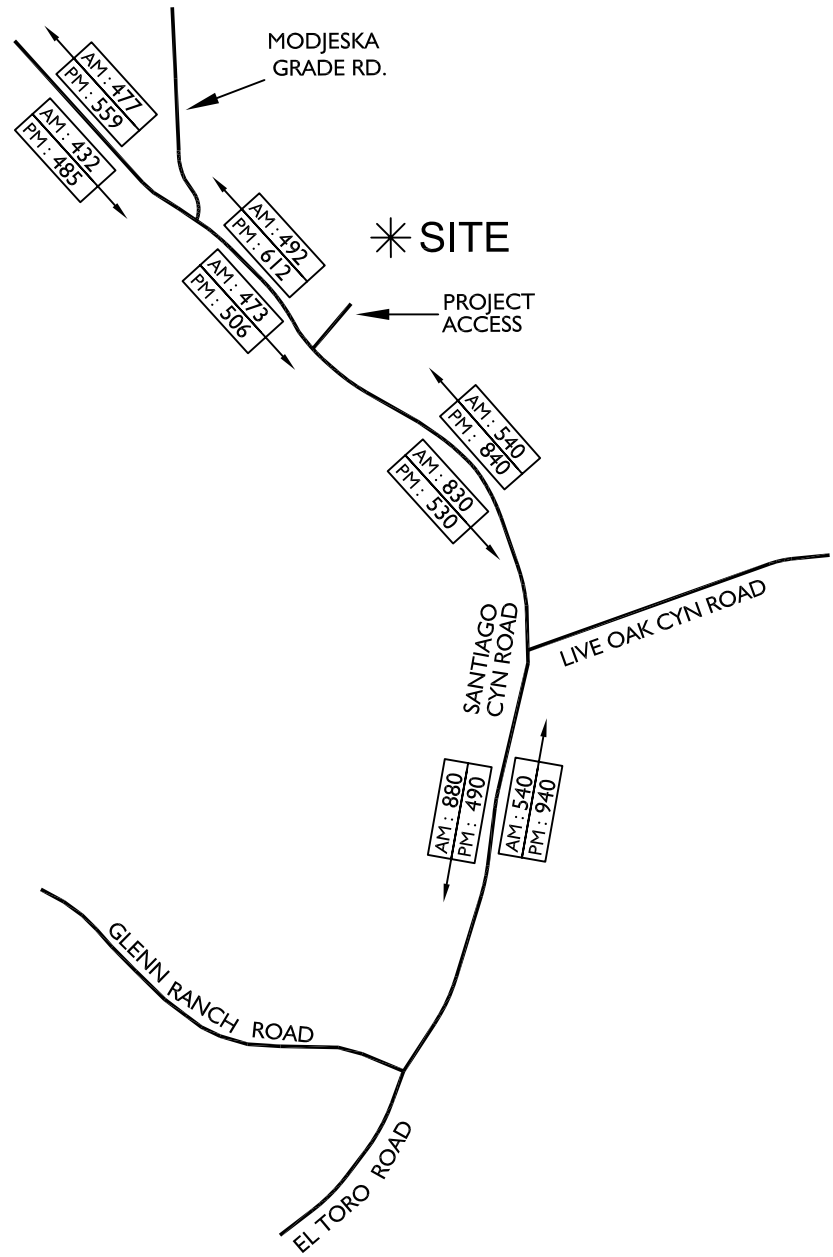 MODJESKA
GRADE RD.
AM : 477
PM : 559
AM : 432
PM : 485
AM : 492
PM : 612
SITE
AM : 473
PM : 506
PROJECT
ACCESS
AM : 540
PM : 840
AM : 830
PM : 530
SANTIAGO
CYN ROAD
LIVE OAK CYN ROAD
AM : 880
PM : 490
AM : 540
PM : 940
GLENN RANCH ROAD
EL TORO ROAD